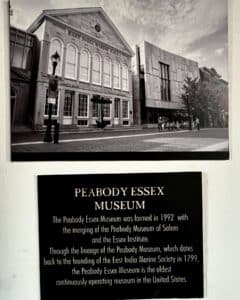 PEABODY ESSEX
MUSEUM
The Peabody Essex Museum was formed in 1992 with
the merging of the Peabody Museum of Salem
and the Essex Institute.
Through the lineage of the Peabody Museum, which dates
back to the founding of the East India Marine Society in 1799,
the Peabody Essex Museum is the oldest
continuously operating museum in the United States